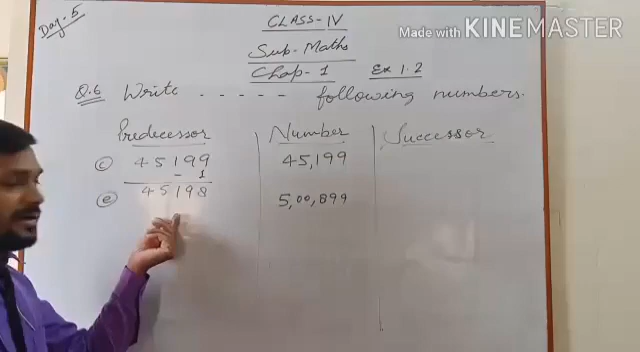 Day-5
CLASS-IV
Made with KINEMASTER
Sub-Maths
Chap-1 Ex 1.2
Q.6 Write - - - - - following numbers.
Predecessor Number Successor
(c) 45199 45,199
- 1
45198
(e) 5,00,899